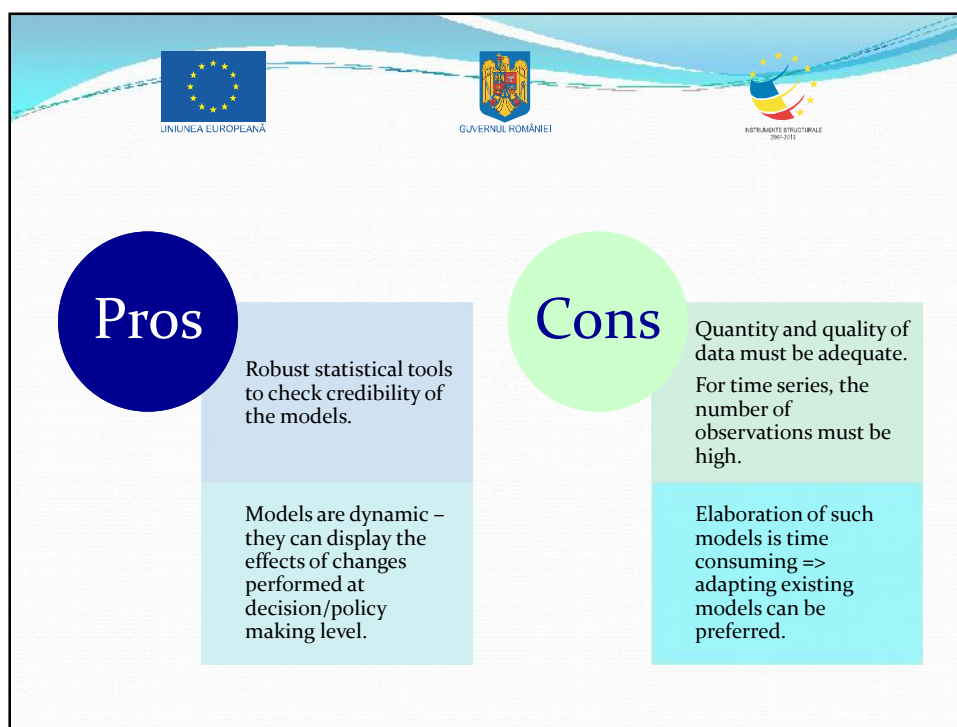 UNIUNEA EUROPEANĂ
GUVERNUL ROMÂNIEI
INSTRUMENTE STRUCTURALE
2007-2013
Pros
Robust statistical tools
to check credibility of
the models.
Models are dynamic –
they can display the
effects of changes
performed at
decision/policy
making level.
Cons
Quantity and quality of
data must be adequate.
For time series, the
number of
observations must be
high.
Elaboration of such
models is time
consuming =>
adapting existing
models can be
preferred.